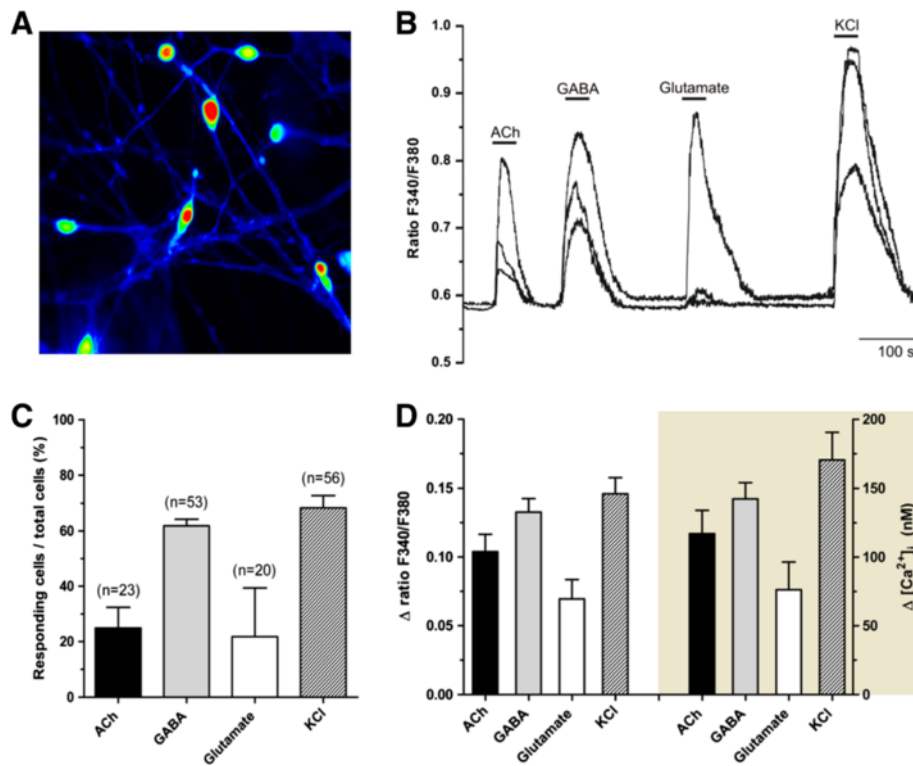 A
B
KCl
GABA
Glutamate
ACh
Ratio F340/F380
1.0
0.9
0.8
0.7
0.6
0.5
100 s
C
Responding cells / total cells (%)
100
80
60
40
20
0
(n=23)
(n=53)
(n=20)
(n=56)
ACh
GABA
Glutamate
KCl
D
Δ ratio F340/F380
0.20
0.15
0.10
0.05
0.00
ACh
GABA
Glutamate
KCl
ACh
GABA
Glutamate
KCl
200
150
100
50
0
Δ [Ca²⁺]ᵢ (nM)